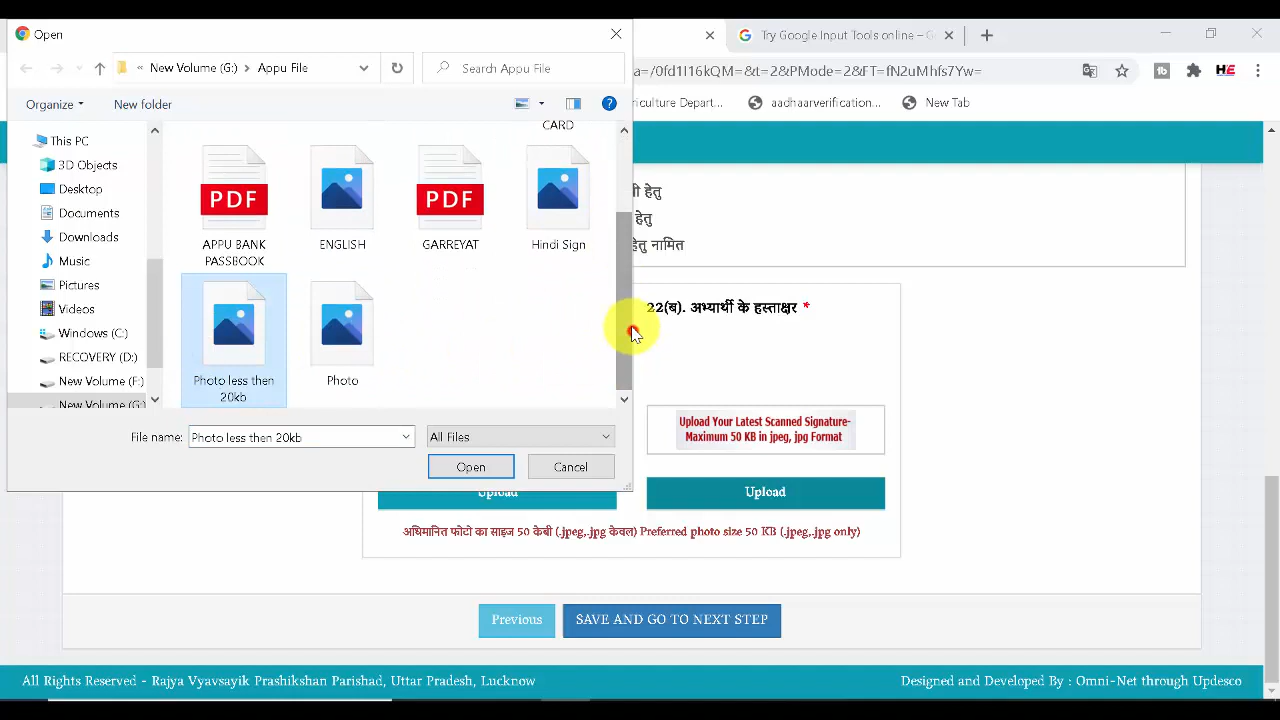 Open
Try Google Input Tools online – G
« New Volume (G:) › Appu File
Search Appu File
a=/0fd1I16kQM=&t=2&PMode=2&FT=fN2uMhfs7Yw=
Organize
New folder
riculture Depart...
aadhaarverification...
New Tab
This PC
3D Objects
Desktop
Documents
Downloads
Music
Pictures
Videos
Windows (C:)
RECOVERY (D:)
New Volume (F:)
New Volume (G:)
CARD
PDF
PDF
APPU BANK
PASSBOOK
ENGLISH
GARREYAT
Hindi Sign
Photo less then
20kb
Photo
हेतु
हेतु
हेतु नामित
22(ब). अभ्यार्थी के हस्ताक्षर *
File name:
Photo less then 20kb
All Files
Open
Cancel
Upload Your Latest Scanned Signature-
Maximum 50 KB in jpeg, jpg Format
Upload
Upload
अधिमानित फोटो का साइज 50 केबी (.jpeg,.jpg केवल) Preferred photo size 50 KB (.jpeg,.jpg only)
Previous
SAVE AND GO TO NEXT STEP
All Rights Reserved - Rajya Vyavsayik Prashikshan Parishad, Uttar Pradesh, Lucknow
Designed and Developed By : Omni-Net through Updesco